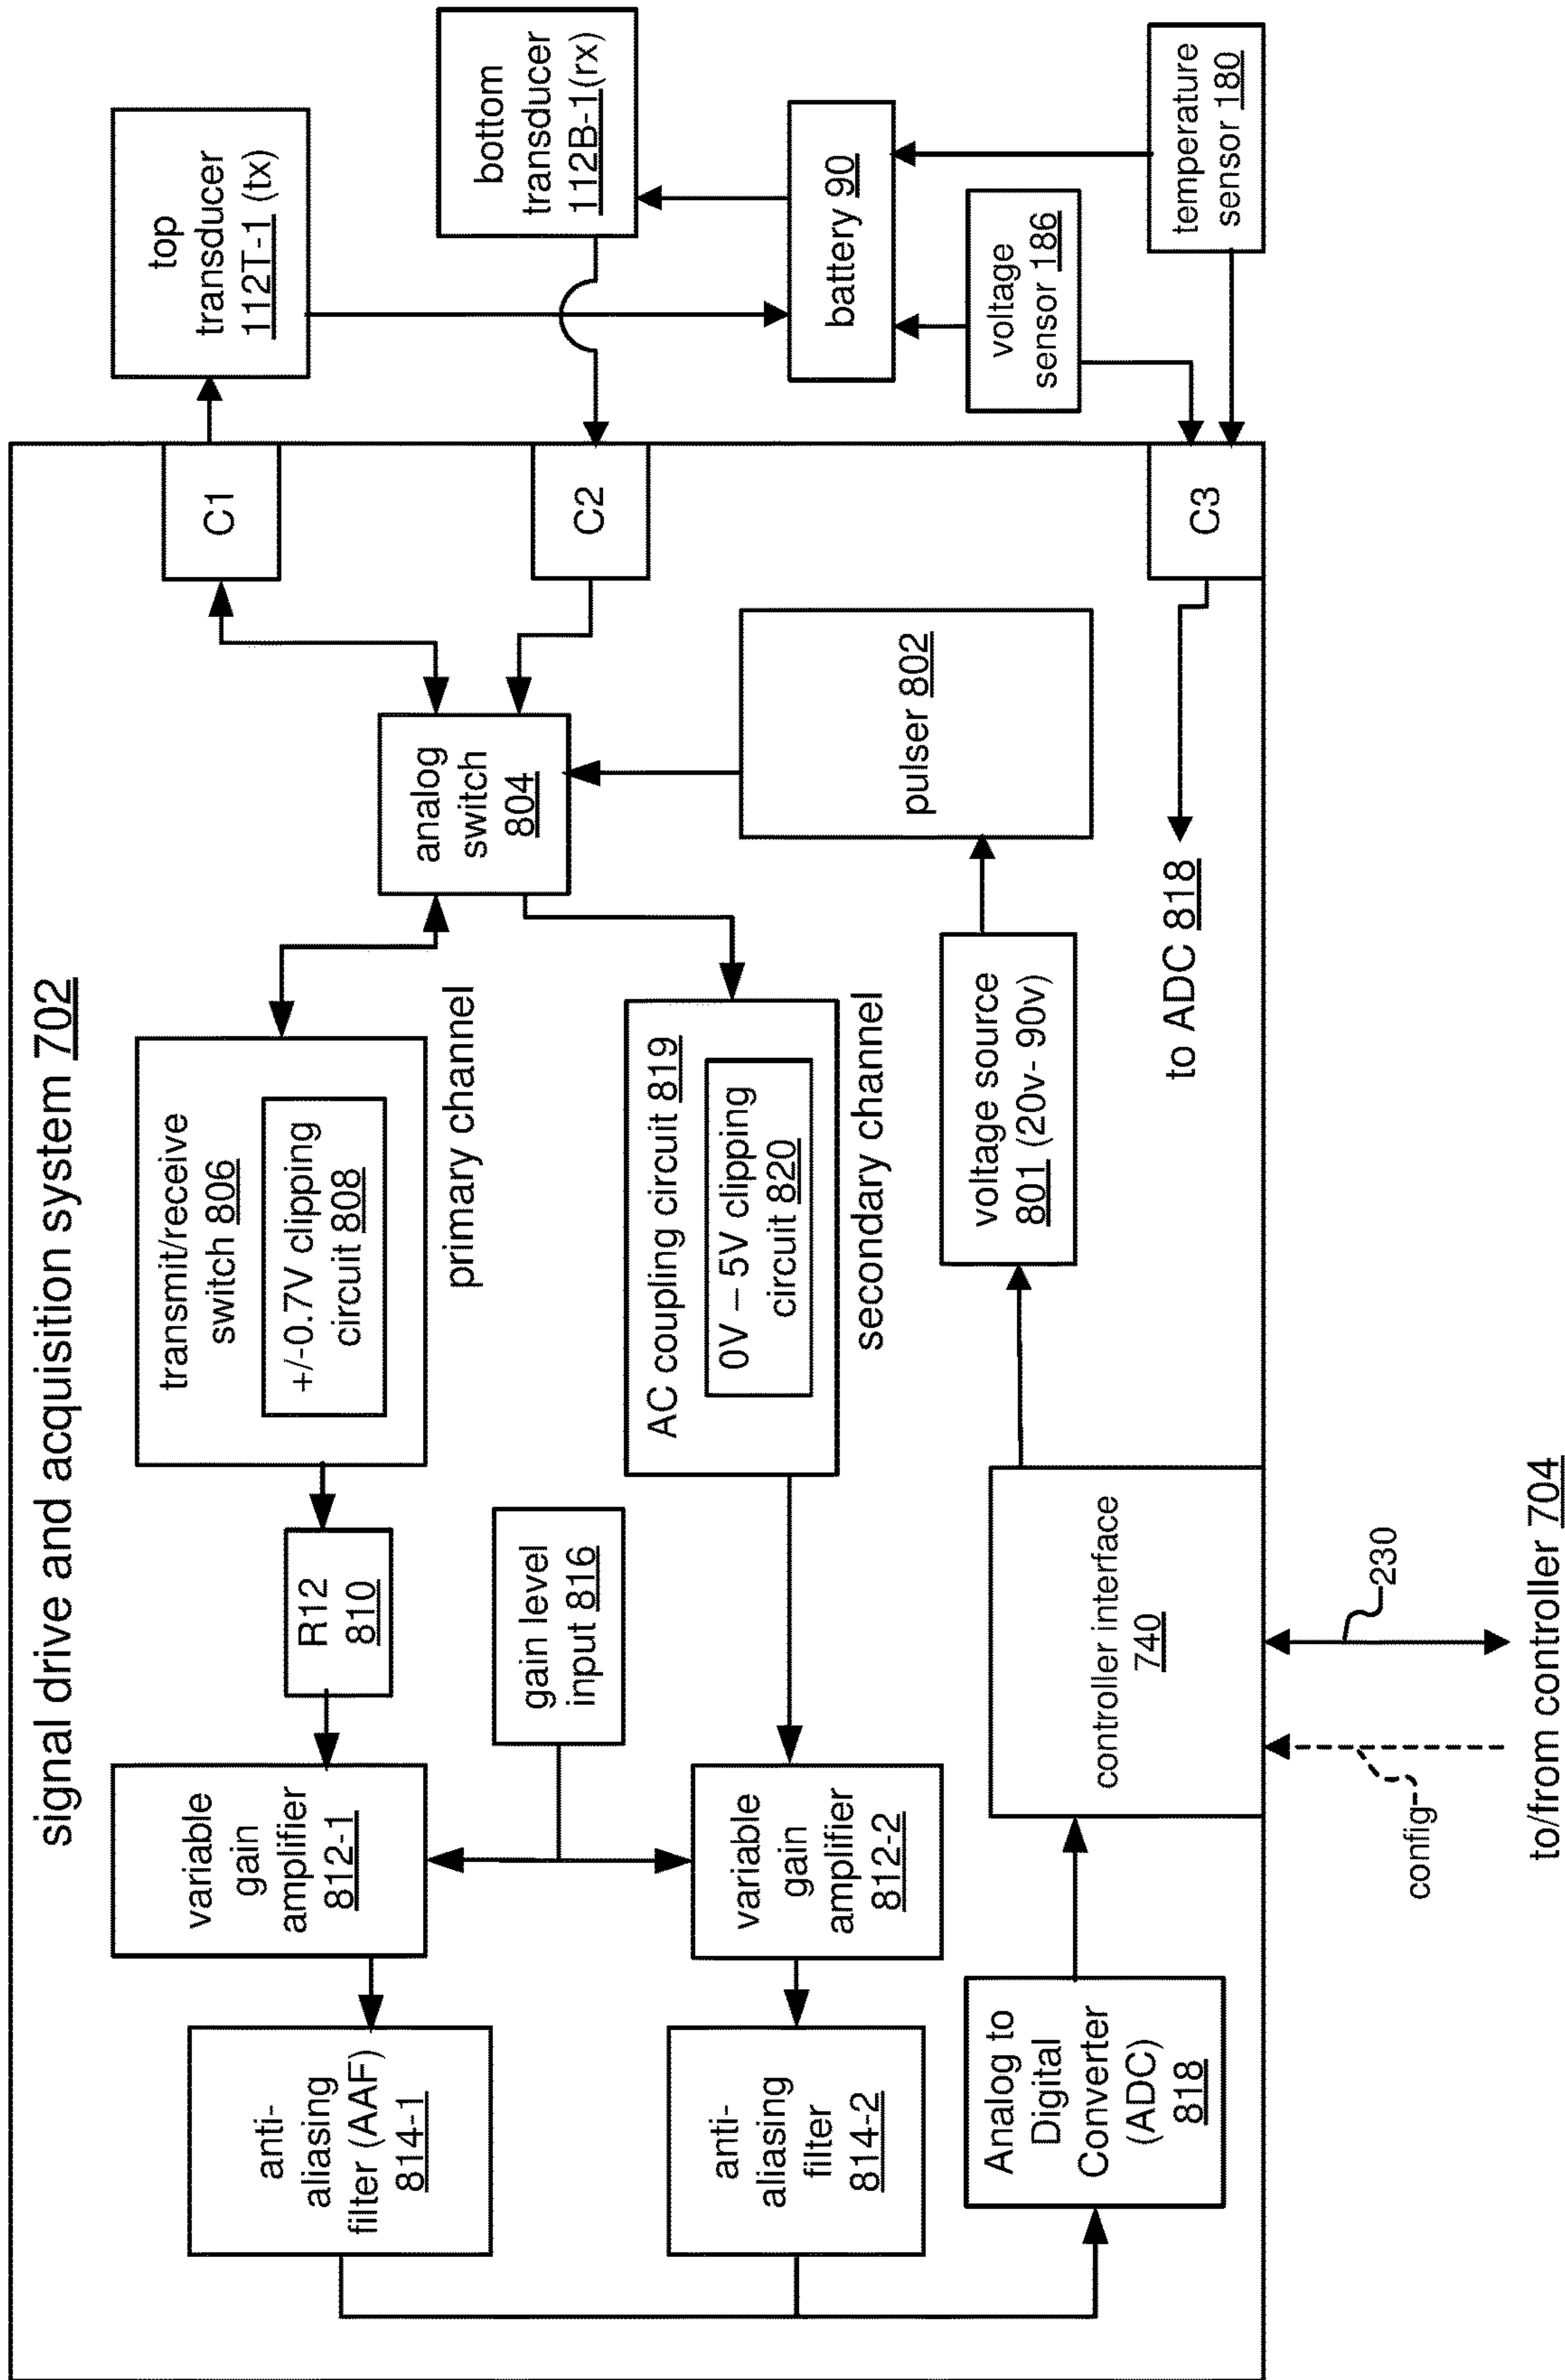 signal drive and acquisition system 702
anti-
aliasing
filter (AAF)
814-1
variable
gain
amplifier
812-1
R12
810
transmit/receive
switch 806
+/-0.7V clipping
circuit 808
primary channel
C1
top
transducer
112T-1 (tx)
gain level
input 816
analog
switch
804
C2
bottom
transducer
112B-1(rx)
anti-
aliasing
filter
814-2
variable
gain
amplifier
812-2
AC coupling circuit 819
0V – 5V clipping
circuit 820
secondary channel
pulser 802
battery 90
Analog to
Digital
Converter
(ADC)
818
controller interface
740
voltage source
801 (20v- 90v)
to ADC 818
C3
voltage
sensor 186
temperature
sensor 180
config
230
to/from controller 704